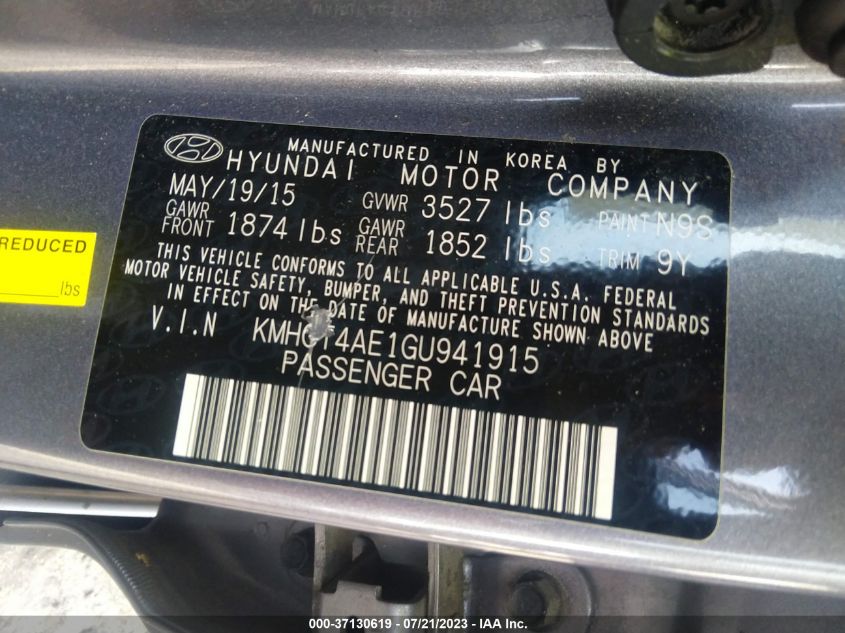 MANUFACTURED IN KOREA BY
HYUNDAI MOTOR COMPANY
MAY/19/15 GVWR 3527 lbs PAINT N9S
GAWR FRONT 1874 lbs GAWR REAR 1852 lbs TRIM 9Y
THIS VEHICLE CONFORMS TO ALL APPLICABLE U.S.A. FEDERAL
MOTOR VEHICLE SAFETY, BUMPER, AND THEFT PREVENTION STANDARDS
IN EFFECT ON THE DATE OF MANUFACTURE SHOWN ABOVE
V.I.N KMHCT4AE1GU941915
PASSENGER CAR
REDUCED
lbs
000-37130619 - 07/21/2023 - IAA Inc.